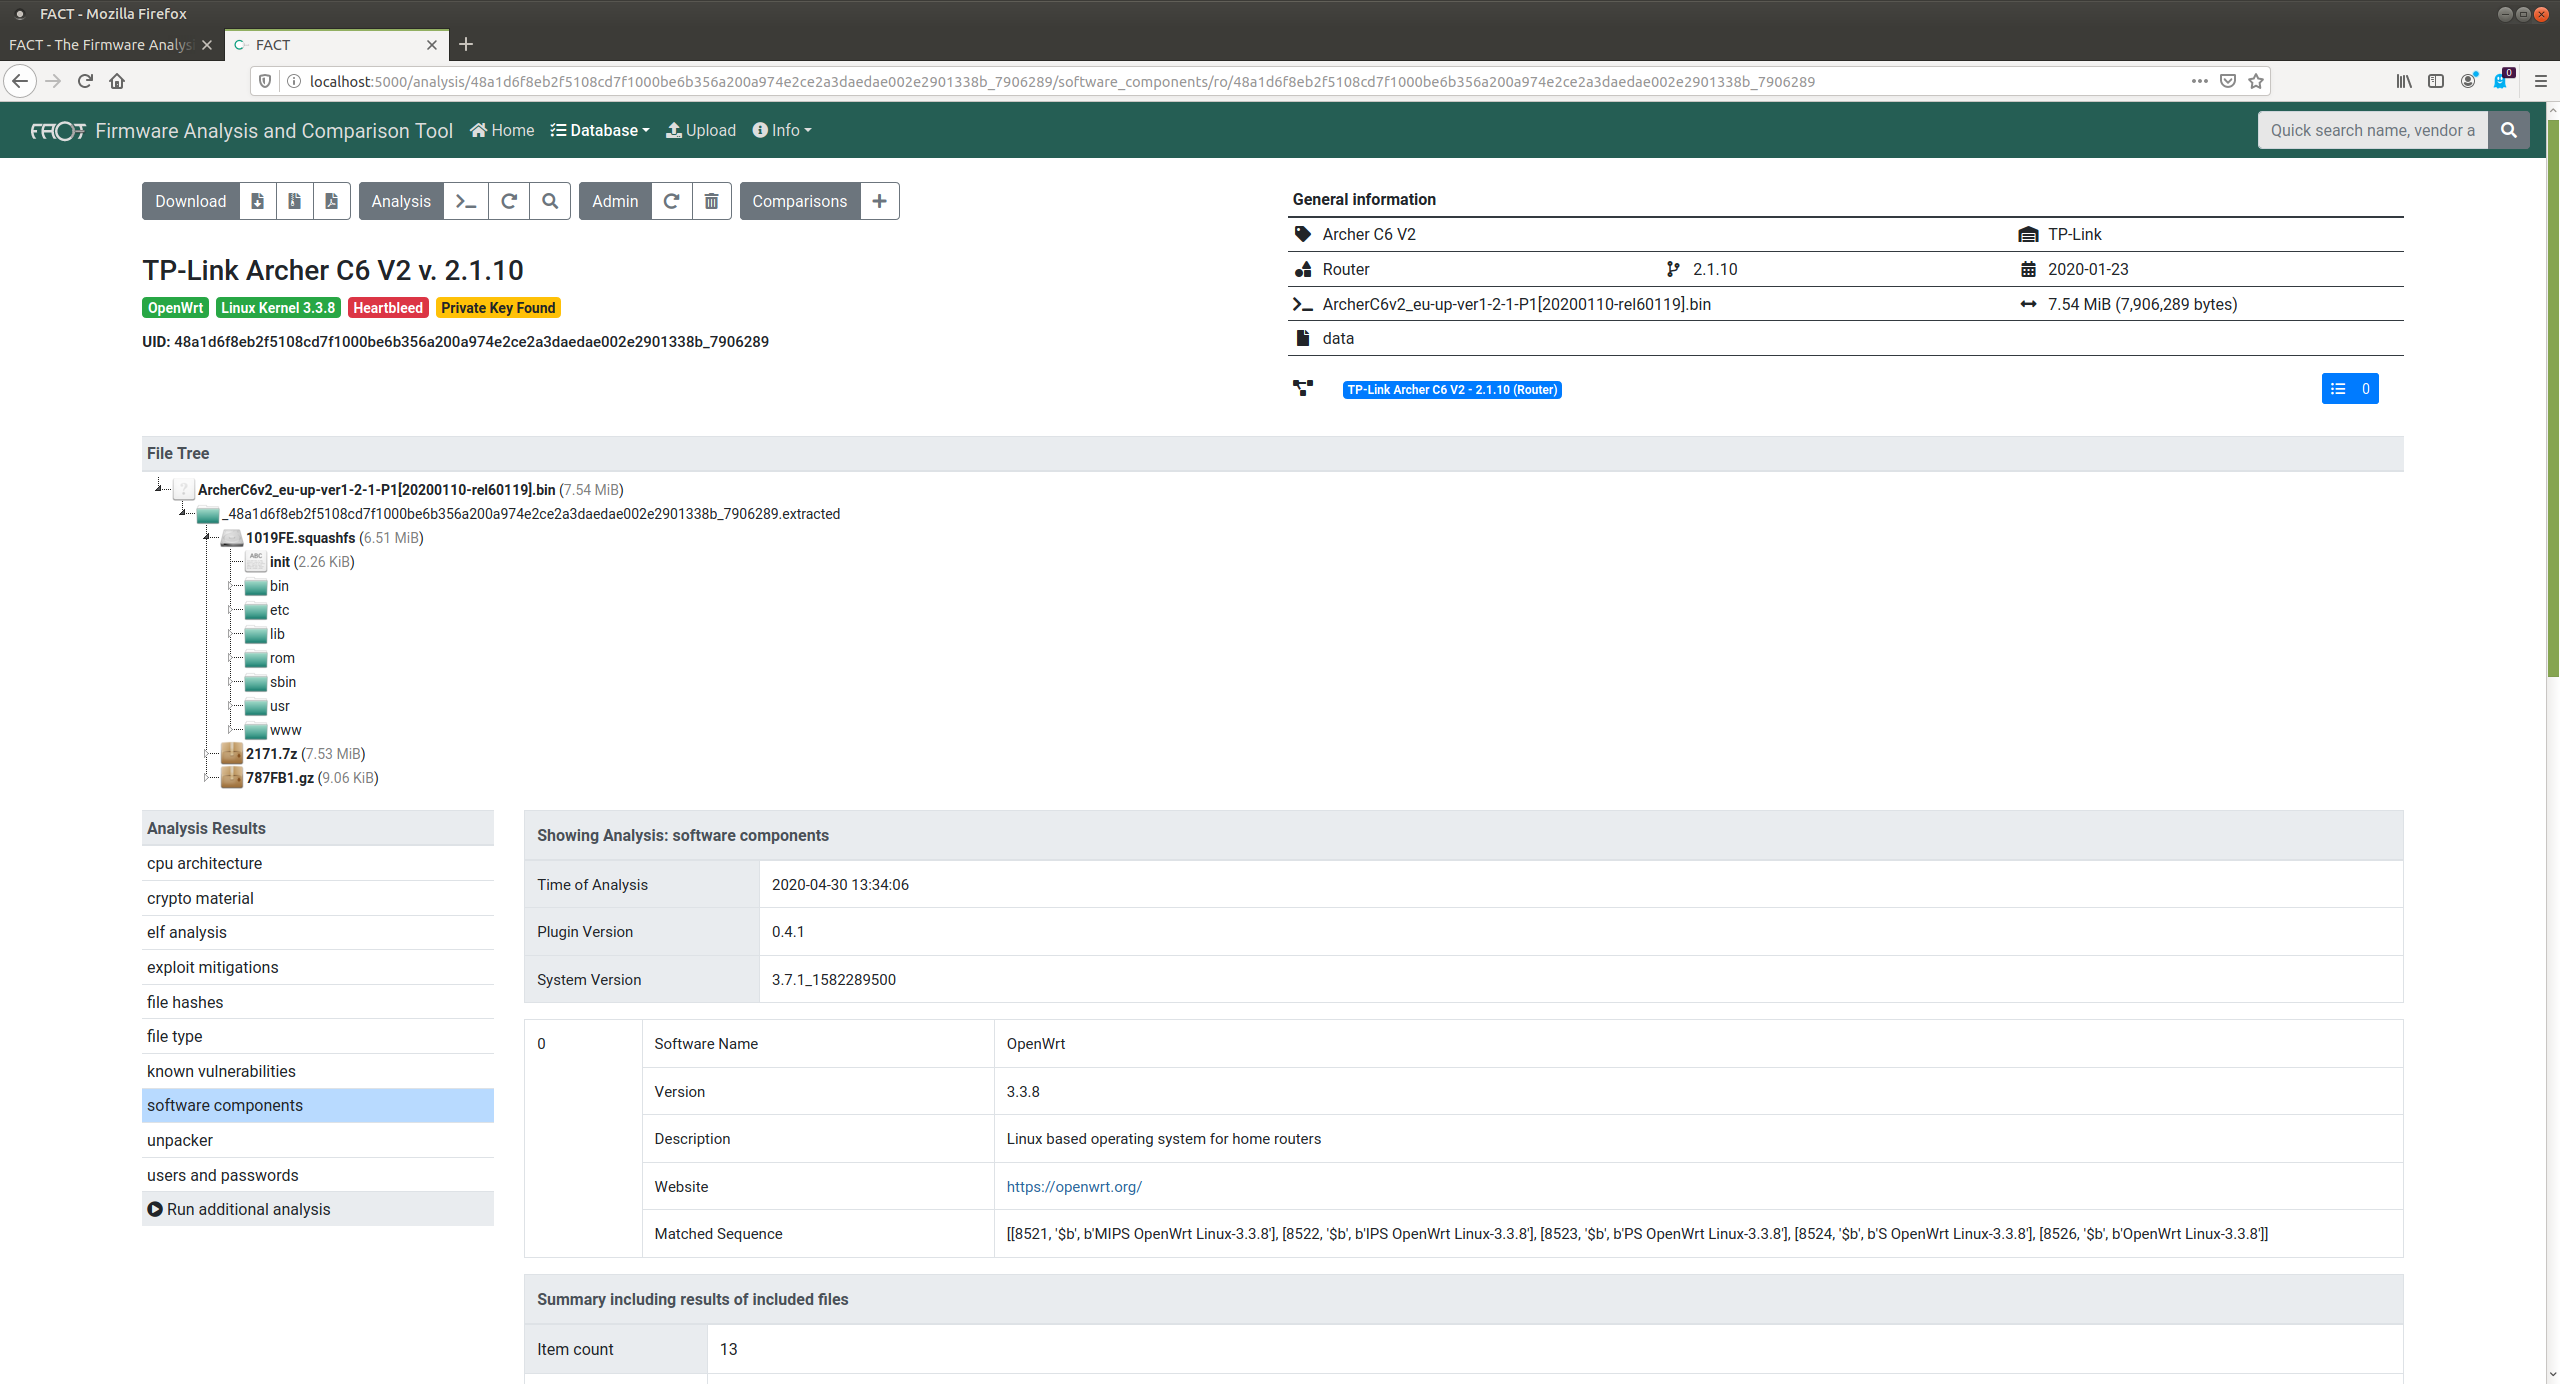 FACT - Mozilla Firefox
FACT - The Firmware Analys
FACT
localhost:5000/analysis/48a1d6f8eb2f5108cd7f1000be6b356a200a974e2ce2a3daedae002e2901338b_7906289/software_components/ro/48a1d6f8eb2f5108cd7f1000be6b356a200a974e2ce2a3daedae002e2901338b_7906289
0
FACT Firmware Analysis and Comparison Tool Home Database Upload Info
Quick search name, vendor a
Download Analysis Admin Comparisons
TP-Link Archer C6 V2 v. 2.1.10
OpenWrt Linux Kernel 3.3.8 Heartbleed Private Key Found
UID: 48a1d6f8eb2f5108cd7f1000be6b356a200a974e2ce2a3daedae002e2901338b_7906289
General information
Archer C6 V2 TP-Link
Router 2.1.10 2020-01-23
ArcherC6v2_eu-up-ver1-2-1-P1[20200110-rel60119].bin 7.54 MiB (7,906,289 bytes)
data
TP-Link Archer C6 V2 - 2.1.10 (Router) 0
File Tree
ArcherC6v2_eu-up-ver1-2-1-P1[20200110-rel60119].bin (7.54 MiB)
_48a1d6f8eb2f5108cd7f1000be6b356a200a974e2ce2a3daedae002e2901338b_7906289.extracted
1019FE.squashfs (6.51 MiB)
init (2.26 KiB)
bin
etc
lib
rom
sbin
usr
www
2171.7z (7.53 MiB)
787FB1.gz (9.06 KiB)
Analysis Results
cpu architecture
crypto material
elf analysis
exploit mitigations
file hashes
file type
known vulnerabilities
software components
unpacker
users and passwords
Run additional analysis
Showing Analysis: software components
Time of Analysis 2020-04-30 13:34:06
Plugin Version 0.4.1
System Version 3.7.1_1582289500
0 Software Name OpenWrt
Version 3.3.8
Description Linux based operating system for home routers
Website https://openwrt.org/
Matched Sequence [[8521, '$b', b'MIPS OpenWrt Linux-3.3.8'], [8522, '$b', b'IPS OpenWrt Linux-3.3.8'], [8523, '$b', b'PS OpenWrt Linux-3.3.8'], [8524, '$b', b'S OpenWrt Linux-3.3.8'], [8526, '$b', b'OpenWrt Linux-3.3.8']]
Summary including results of included files
Item count 13